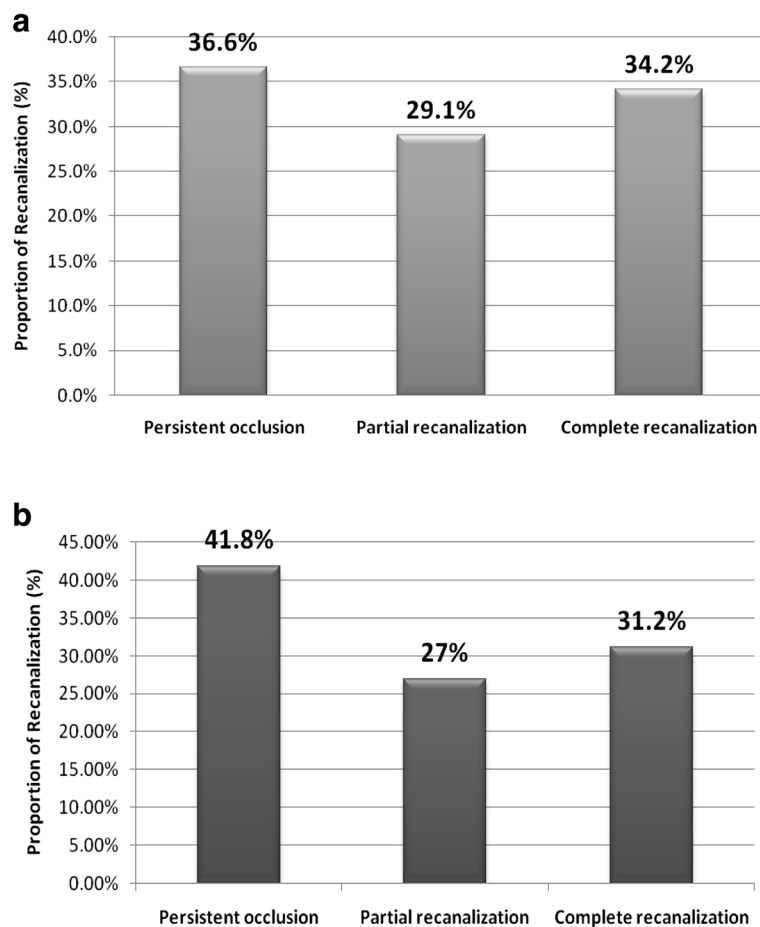 a
Proportion of Recanalization (%)
40.0%
35.0%
30.0%
25.0%
20.0%
15.0%
10.0%
5.0%
0.0%
36.6%
29.1%
34.2%
Persistent occlusion
Partial recanalization
Complete recanalization
b
Proportion of Recanalization (%)
45.00%
40.00%
35.00%
30.00%
25.00%
20.00%
15.00%
10.00%
5.00%
0.00%
41.8%
27%
31.2%
Persistent occlusion
Partial recanalization
Complete recanalization